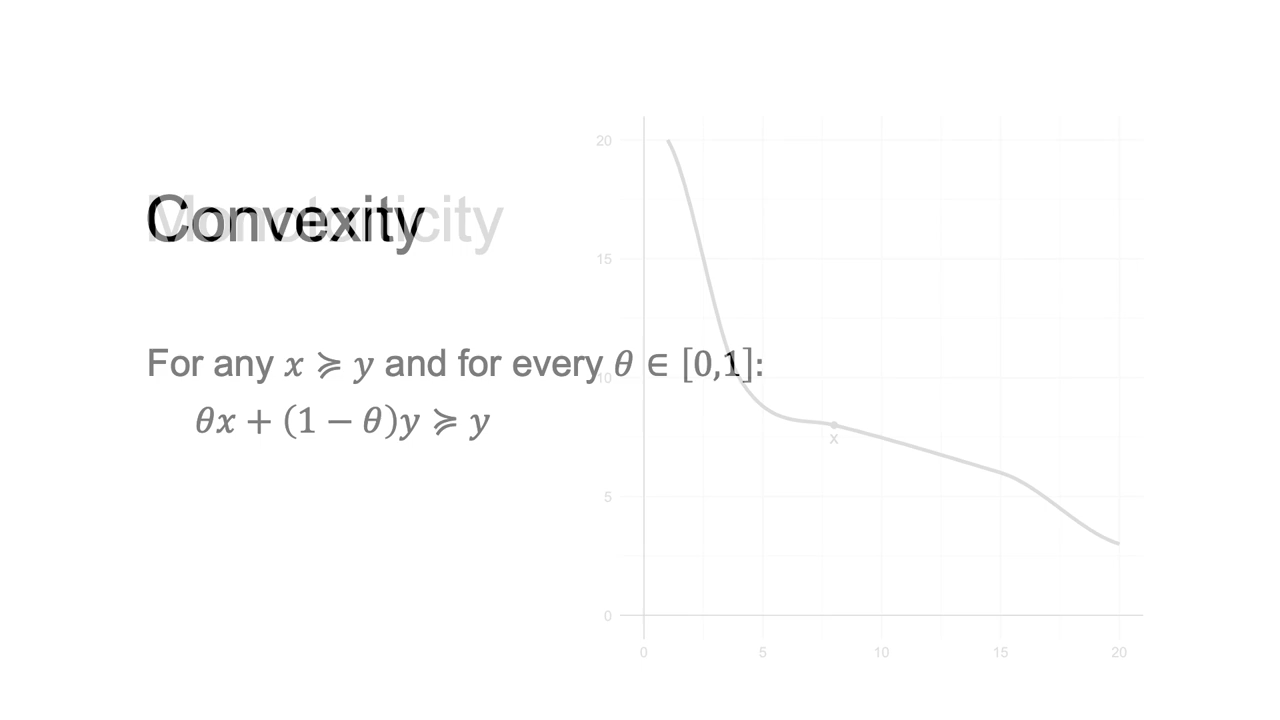 Monotonicity
Convexity
For any 𝑥 ≽ 𝑦 and for every 𝜃 ∈ [0,1]:
𝜃𝑥 + (1 − 𝜃)𝑦 ≽ 𝑦
20
15
10
5
0
x
0 5 10 15 20